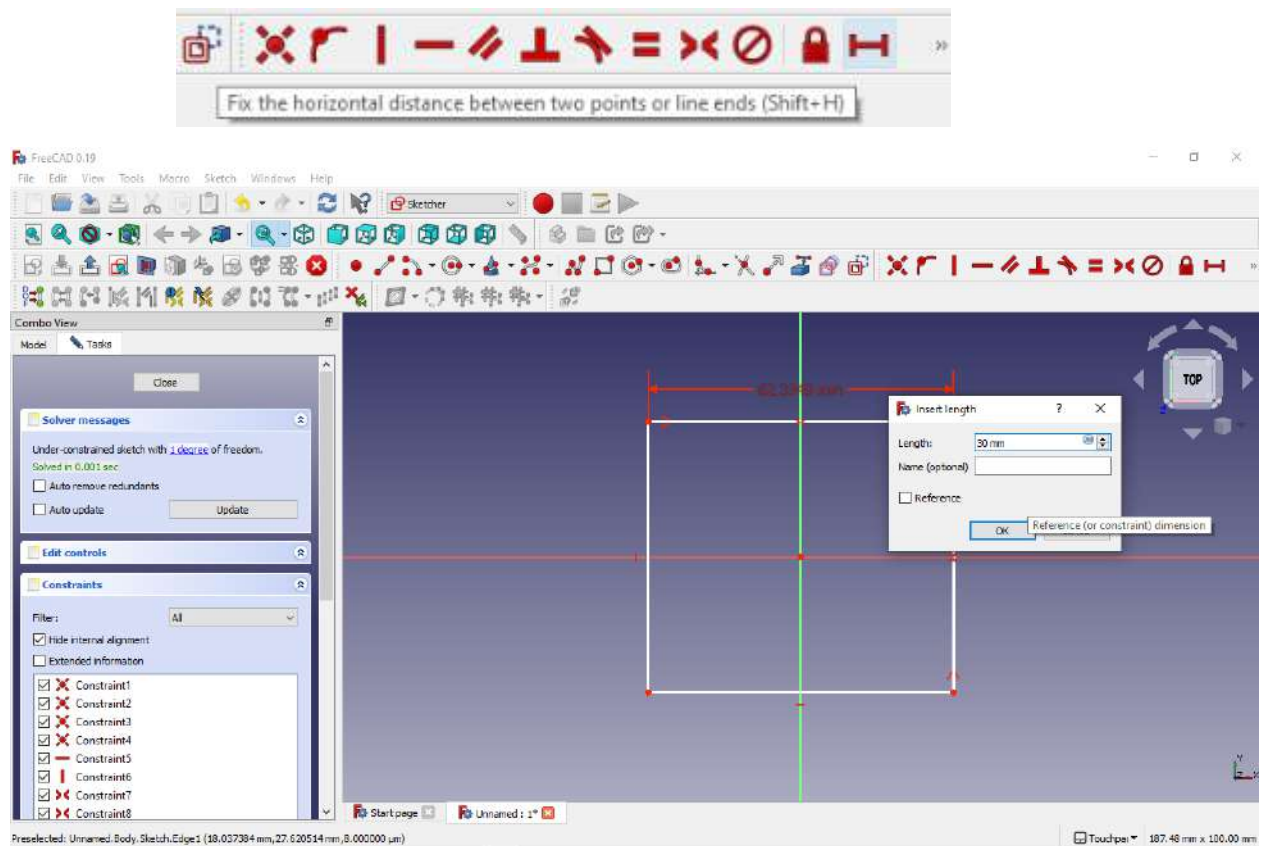 Fix the horizontal distance between two points or line ends (Shift+H)
FreeCAD 0.19
File Edit View Tools Macro Sketch Windows Help
Sketcher
Combo View
Model Tasks
Close
Solver messages
Under-constrained sketch with 1 degree of freedom.
Solved in 0.001 sec
Auto remove redundants
Auto update Update
Edit controls
Constraints
Filter: All
Hide internal alignment
Extended information
Constraint1
Constraint2
Constraint3
Constraint4
Constraint5
Constraint6
Constraint7
Constraint8
TOP
Insert length ? X
Length: 30 mm
Name (optional)
Reference
OK
Reference (or constraint) dimension
Y
Z X
Start page Unnamed : 1*
Preselected: Unnamed.Body.Sketch.Edge1 (18.037384 mm,27.620514 mm,8.000000 µm)
Touchpad 187.48 mm x 100.00 mm